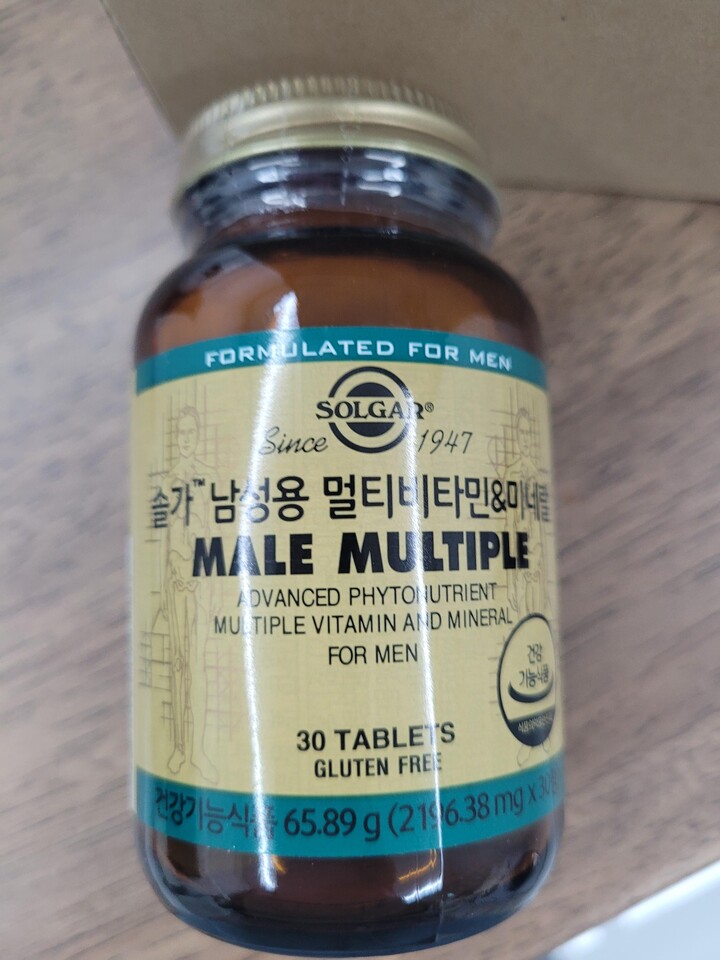 FORMULATED FOR MEN
SOLGAR®
Since 1947
솔가™ 남성용 멀티비타민&미네랄
MALE MULTIPLE
ADVANCED PHYTONUTRIENT
MULTIPLE VITAMIN AND MINERAL
FOR MEN
건강
기능식품
30 TABLETS
GLUTEN FREE
건강기능식품 65.89 g (2196.38 mg x 30